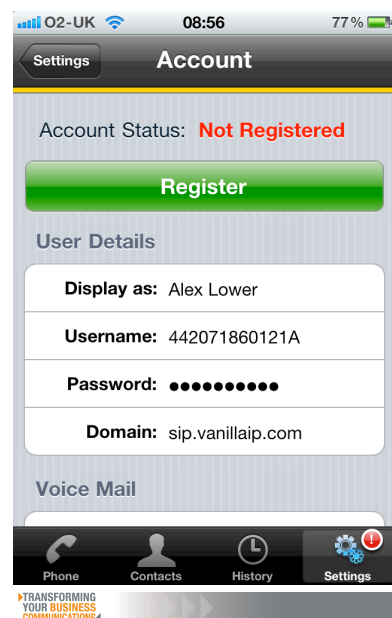 O2-UK 08:56 77%
Settings Account
Account Status: Not Registered
Register
User Details
Display as: Alex Lower
Username: 442071860121A
Password: ●●●●●●●●●●
Domain: sip.vanillaip.com
Voice Mail
Phone Contacts History Settings
TRANSFORMING
YOUR BUSINESS
COMMUNICATIONS